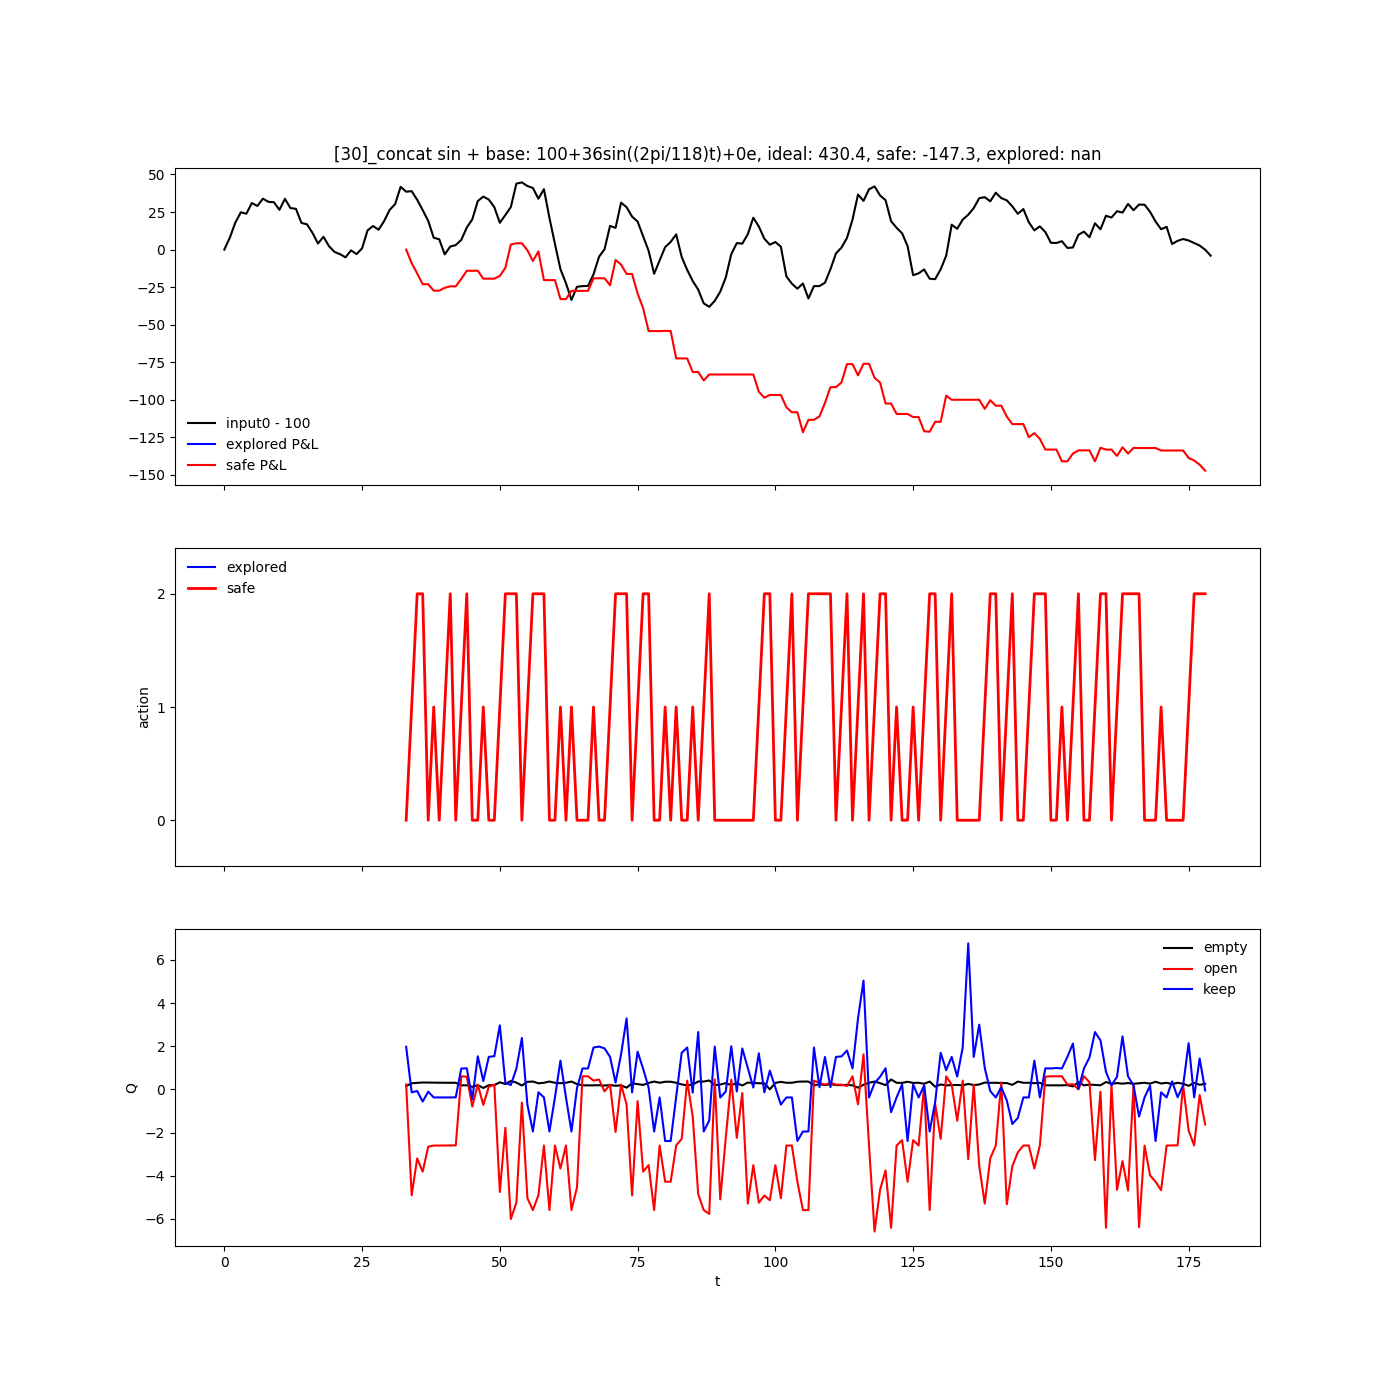 [30]_concat sin + base: 100+36sin((2pi/118)t)+0e, ideal: 430.4, safe: -147.3, explored: nan
50
25
0
−25
−50
−75
−100
−125
−150
input0 - 100
explored P&L
safe P&L
explored
safe
2
1
0
action
empty
open
keep
6
4
2
0
−2
−4
−6
Q
0 25 50 75 100 125 150 175
t